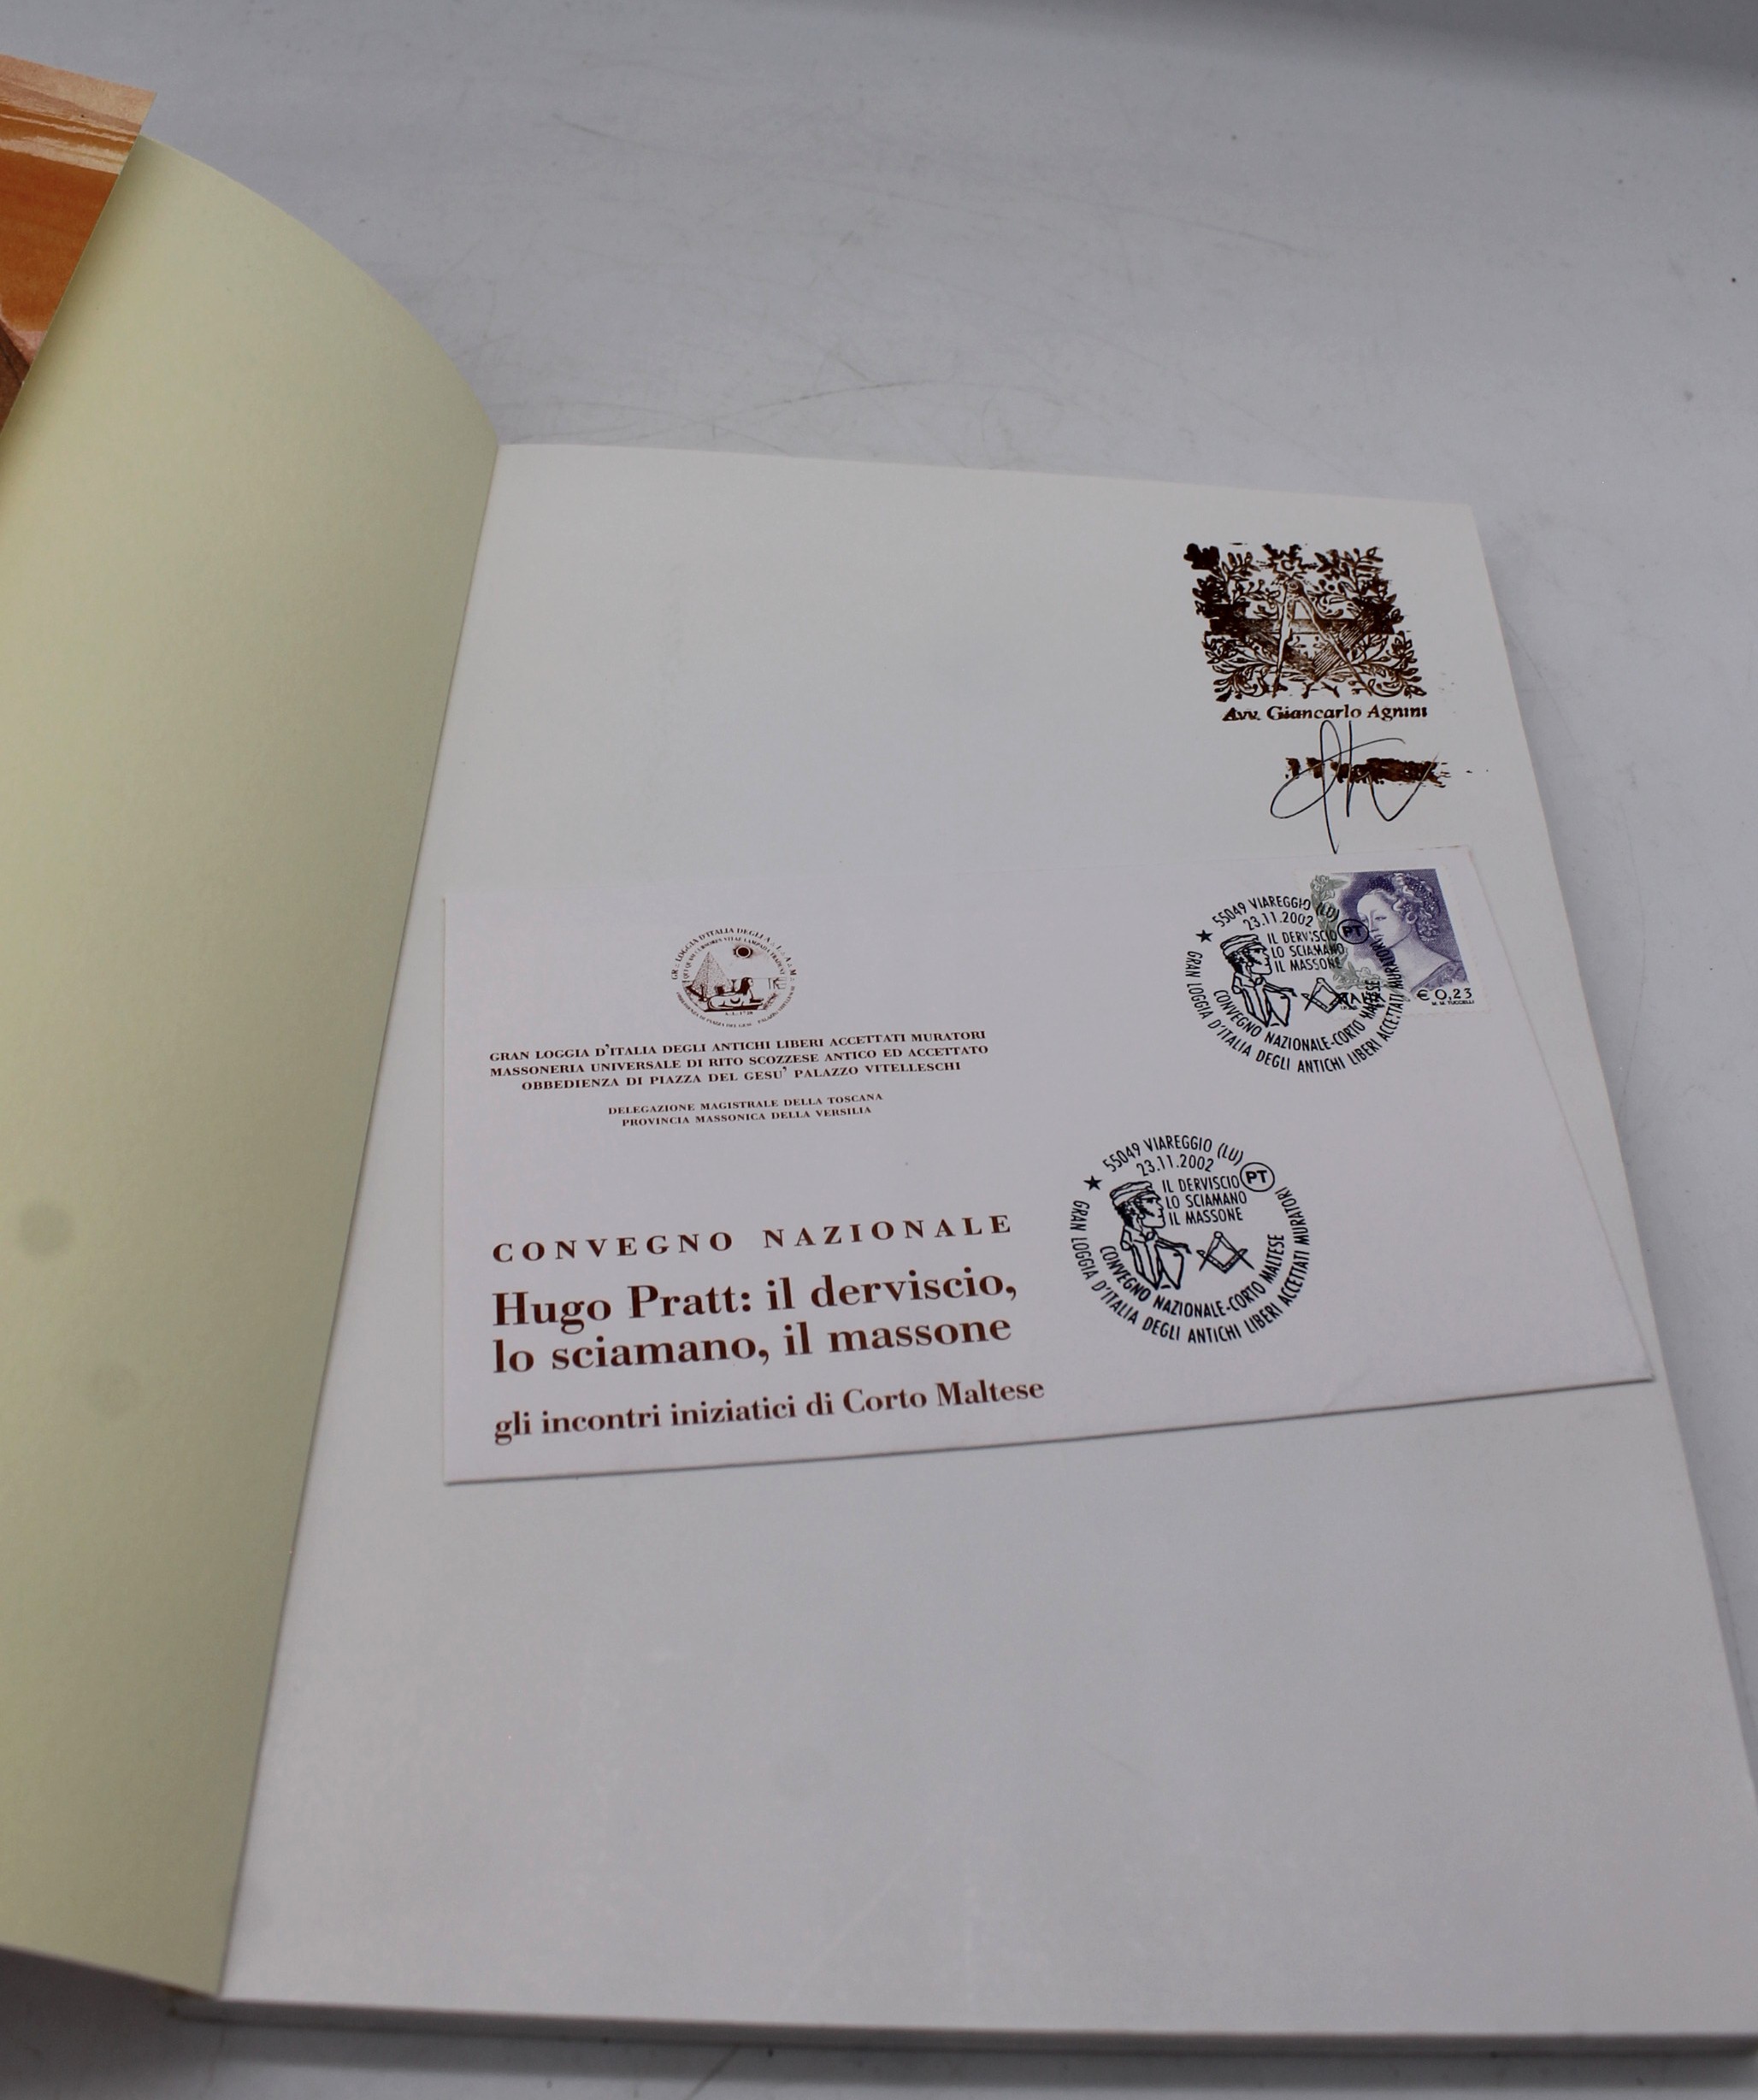 Avv. Giancarlo Agnini
GRAN LOGGIA D'ITALIA DEGLI ANTICHI LIBERI ACCETTATI MURATORI
MASSONERIA UNIVERSALE DI RITO SCOZZESE ANTICO ED ACCETTATO
OBBEDIENZA DI PIAZZA DEL GESU' PALAZZO VITELLESCHI
DELEGAZIONE MAGISTRALE DELLA TOSCANA
PROVINCIA MASSONICA DELLA VERSILIA
55049 VIAREGGIO (LU)
23.11.2002
PT
IL DERVISCIO
LO SCIAMANO
IL MASSONE
CONVEGNO NAZIONALE-CORTO MALTESE
GRAN LOGGIA D'ITALIA DEGLI ANTICHI LIBERI ACCETTATI MURATORI
€ 0,23
M. M. TUCCELLI
CONVEGNO NAZIONALE
Hugo Pratt: il derviscio,
lo sciamano, il massone
gli incontri iniziatici di Corto Maltese
55049 VIAREGGIO (LU)
23.11.2002
PT
IL DERVISCIO
LO SCIAMANO
IL MASSONE
CONVEGNO NAZIONALE-CORTO MALTESE
GRAN LOGGIA D'ITALIA DEGLI ANTICHI LIBERI ACCETTATI MURATORI